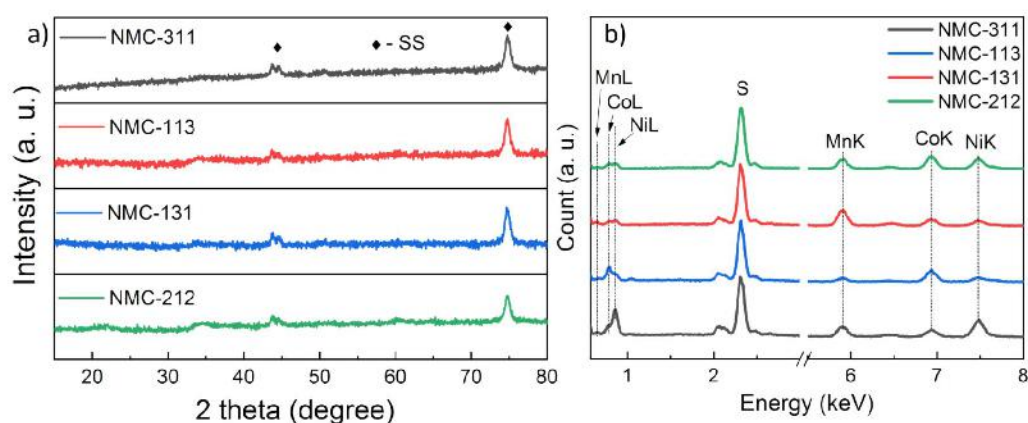 a)
NMC-311
♦ - SS
NMC-113
NMC-131
NMC-212
Intensity (a. u.)
20 30 40 50 60 70 80
2 theta (degree)
b)
NMC-311
NMC-113
NMC-131
NMC-212
MnL
CoL
NiL
S
MnK
CoK
NiK
Count (a. u.)
1 2 6 7 8
Energy (keV)